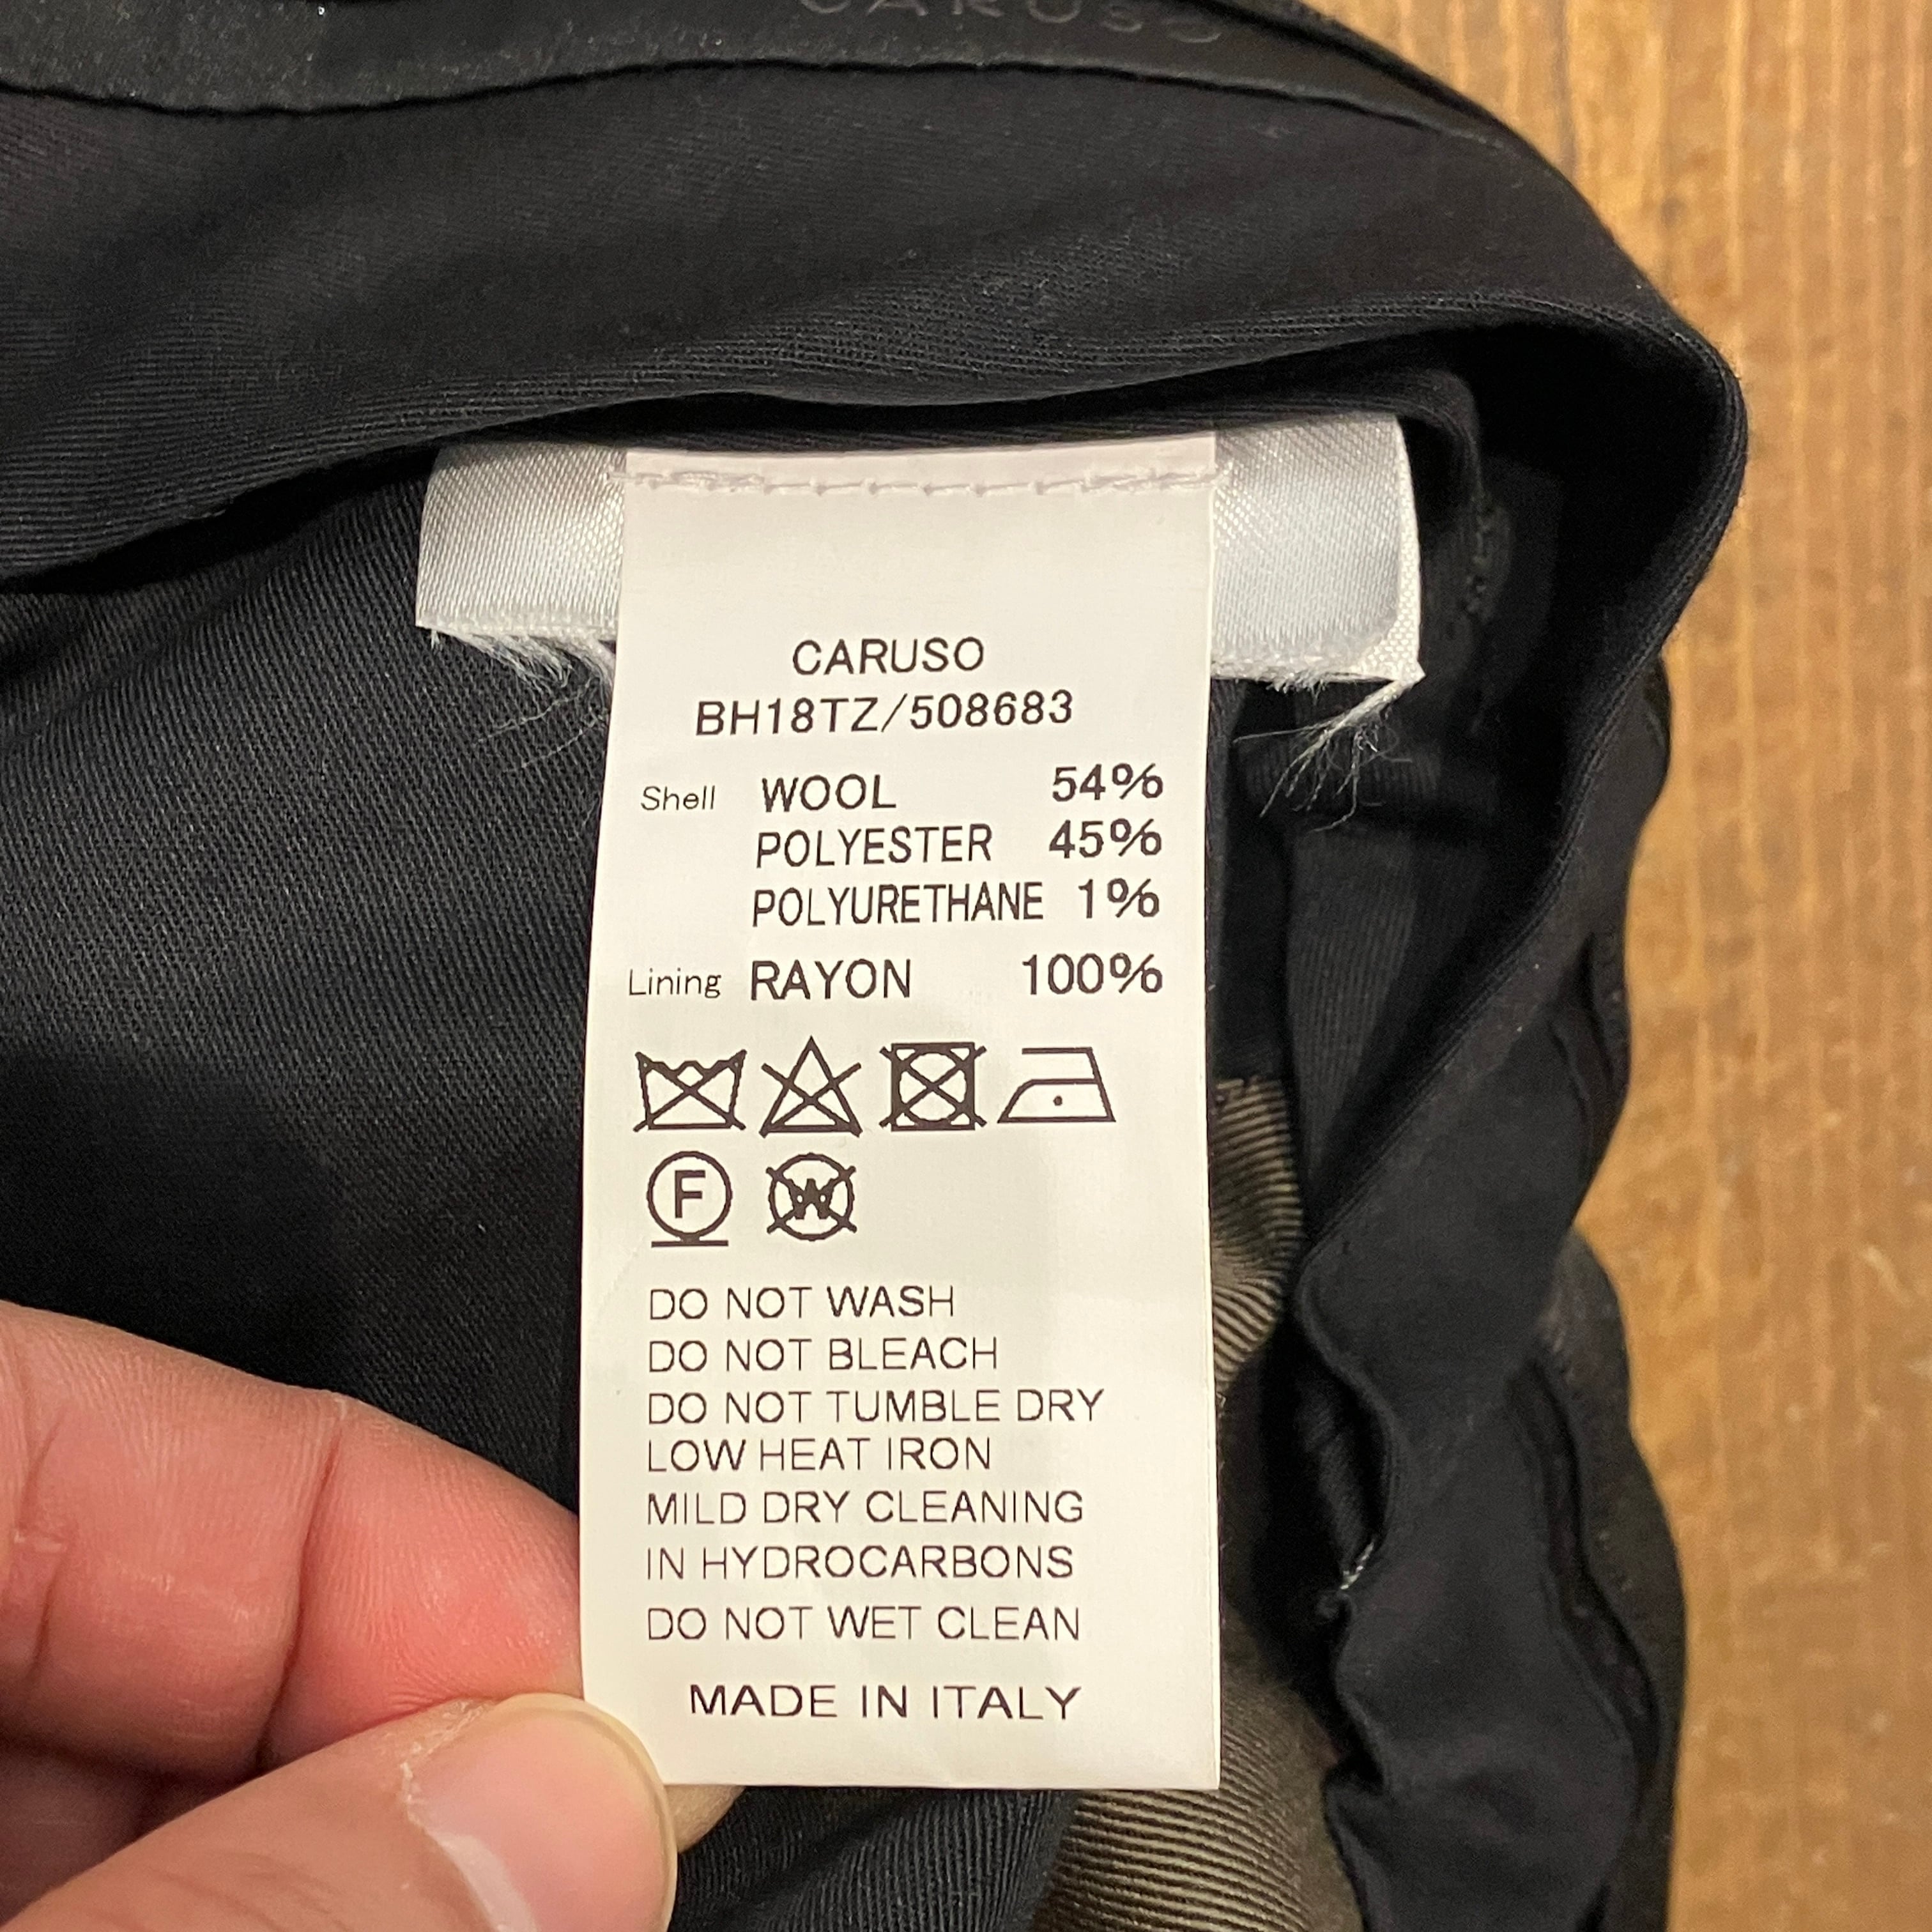 CARUSO
CARUSO
BH18TZ/508683
Shell WOOL 54%
POLYESTER 45%
POLYURETHANE 1%
Lining RAYON 100%
F W
DO NOT WASH
DO NOT BLEACH
DO NOT TUMBLE DRY
LOW HEAT IRON
MILD DRY CLEANING
IN HYDROCARBONS
DO NOT WET CLEAN
MADE IN ITALY